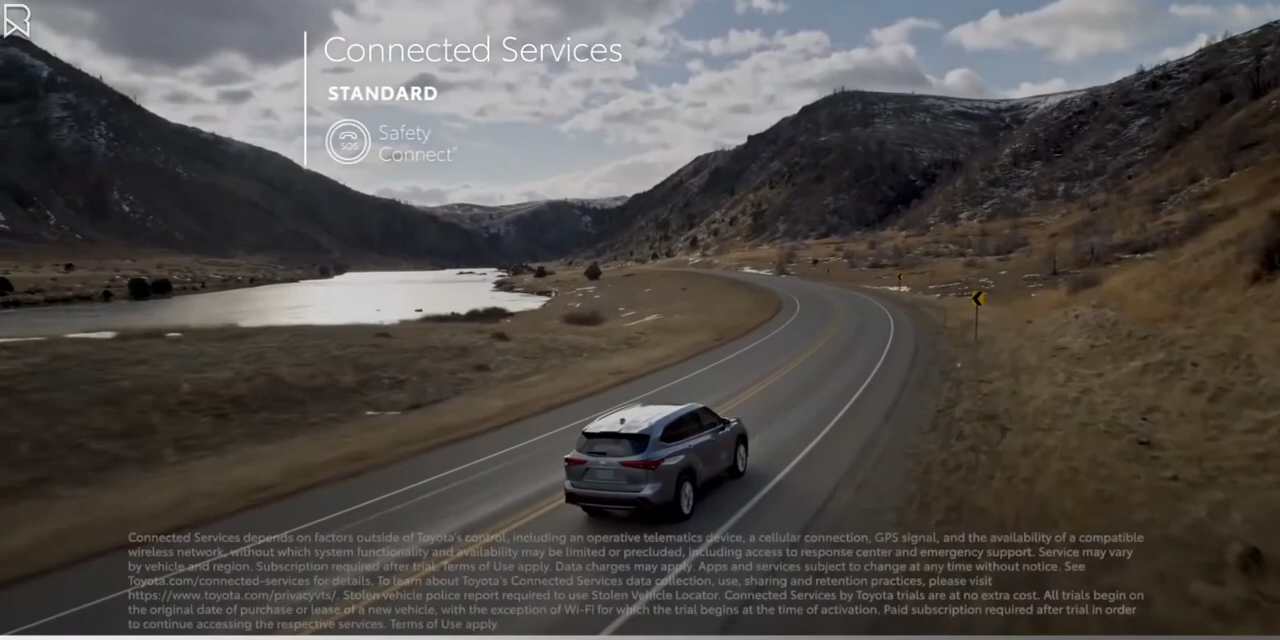 Connected Services
STANDARD
SOS
Safety
Connect®
Connected Services depends on factors outside of Toyota's control, including an operative telematics device, a cellular connection, GPS signal, and the availability of a compatible
wireless network, without which system functionality and availability may be limited or precluded, including access to response center and emergency support. Service may vary
by vehicle and region. Subscription required after trial. Terms of Use apply. Data charges may apply. Apps and services subject to change at any time without notice. See
Toyota.com/connected-services for details. To learn about Toyota's Connected Services data collection, use, sharing and retention practices, please visit
https://www.toyota.com/privacyvts/. Stolen vehicle police report required to use Stolen Vehicle Locator. Connected Services by Toyota trials are at no extra cost. All trials begin on
the original date of purchase or lease of a new vehicle, with the exception of Wi-Fi for which the trial begins at the time of activation. Paid subscription required after trial in order
to continue accessing the respective services. Terms of Use apply.